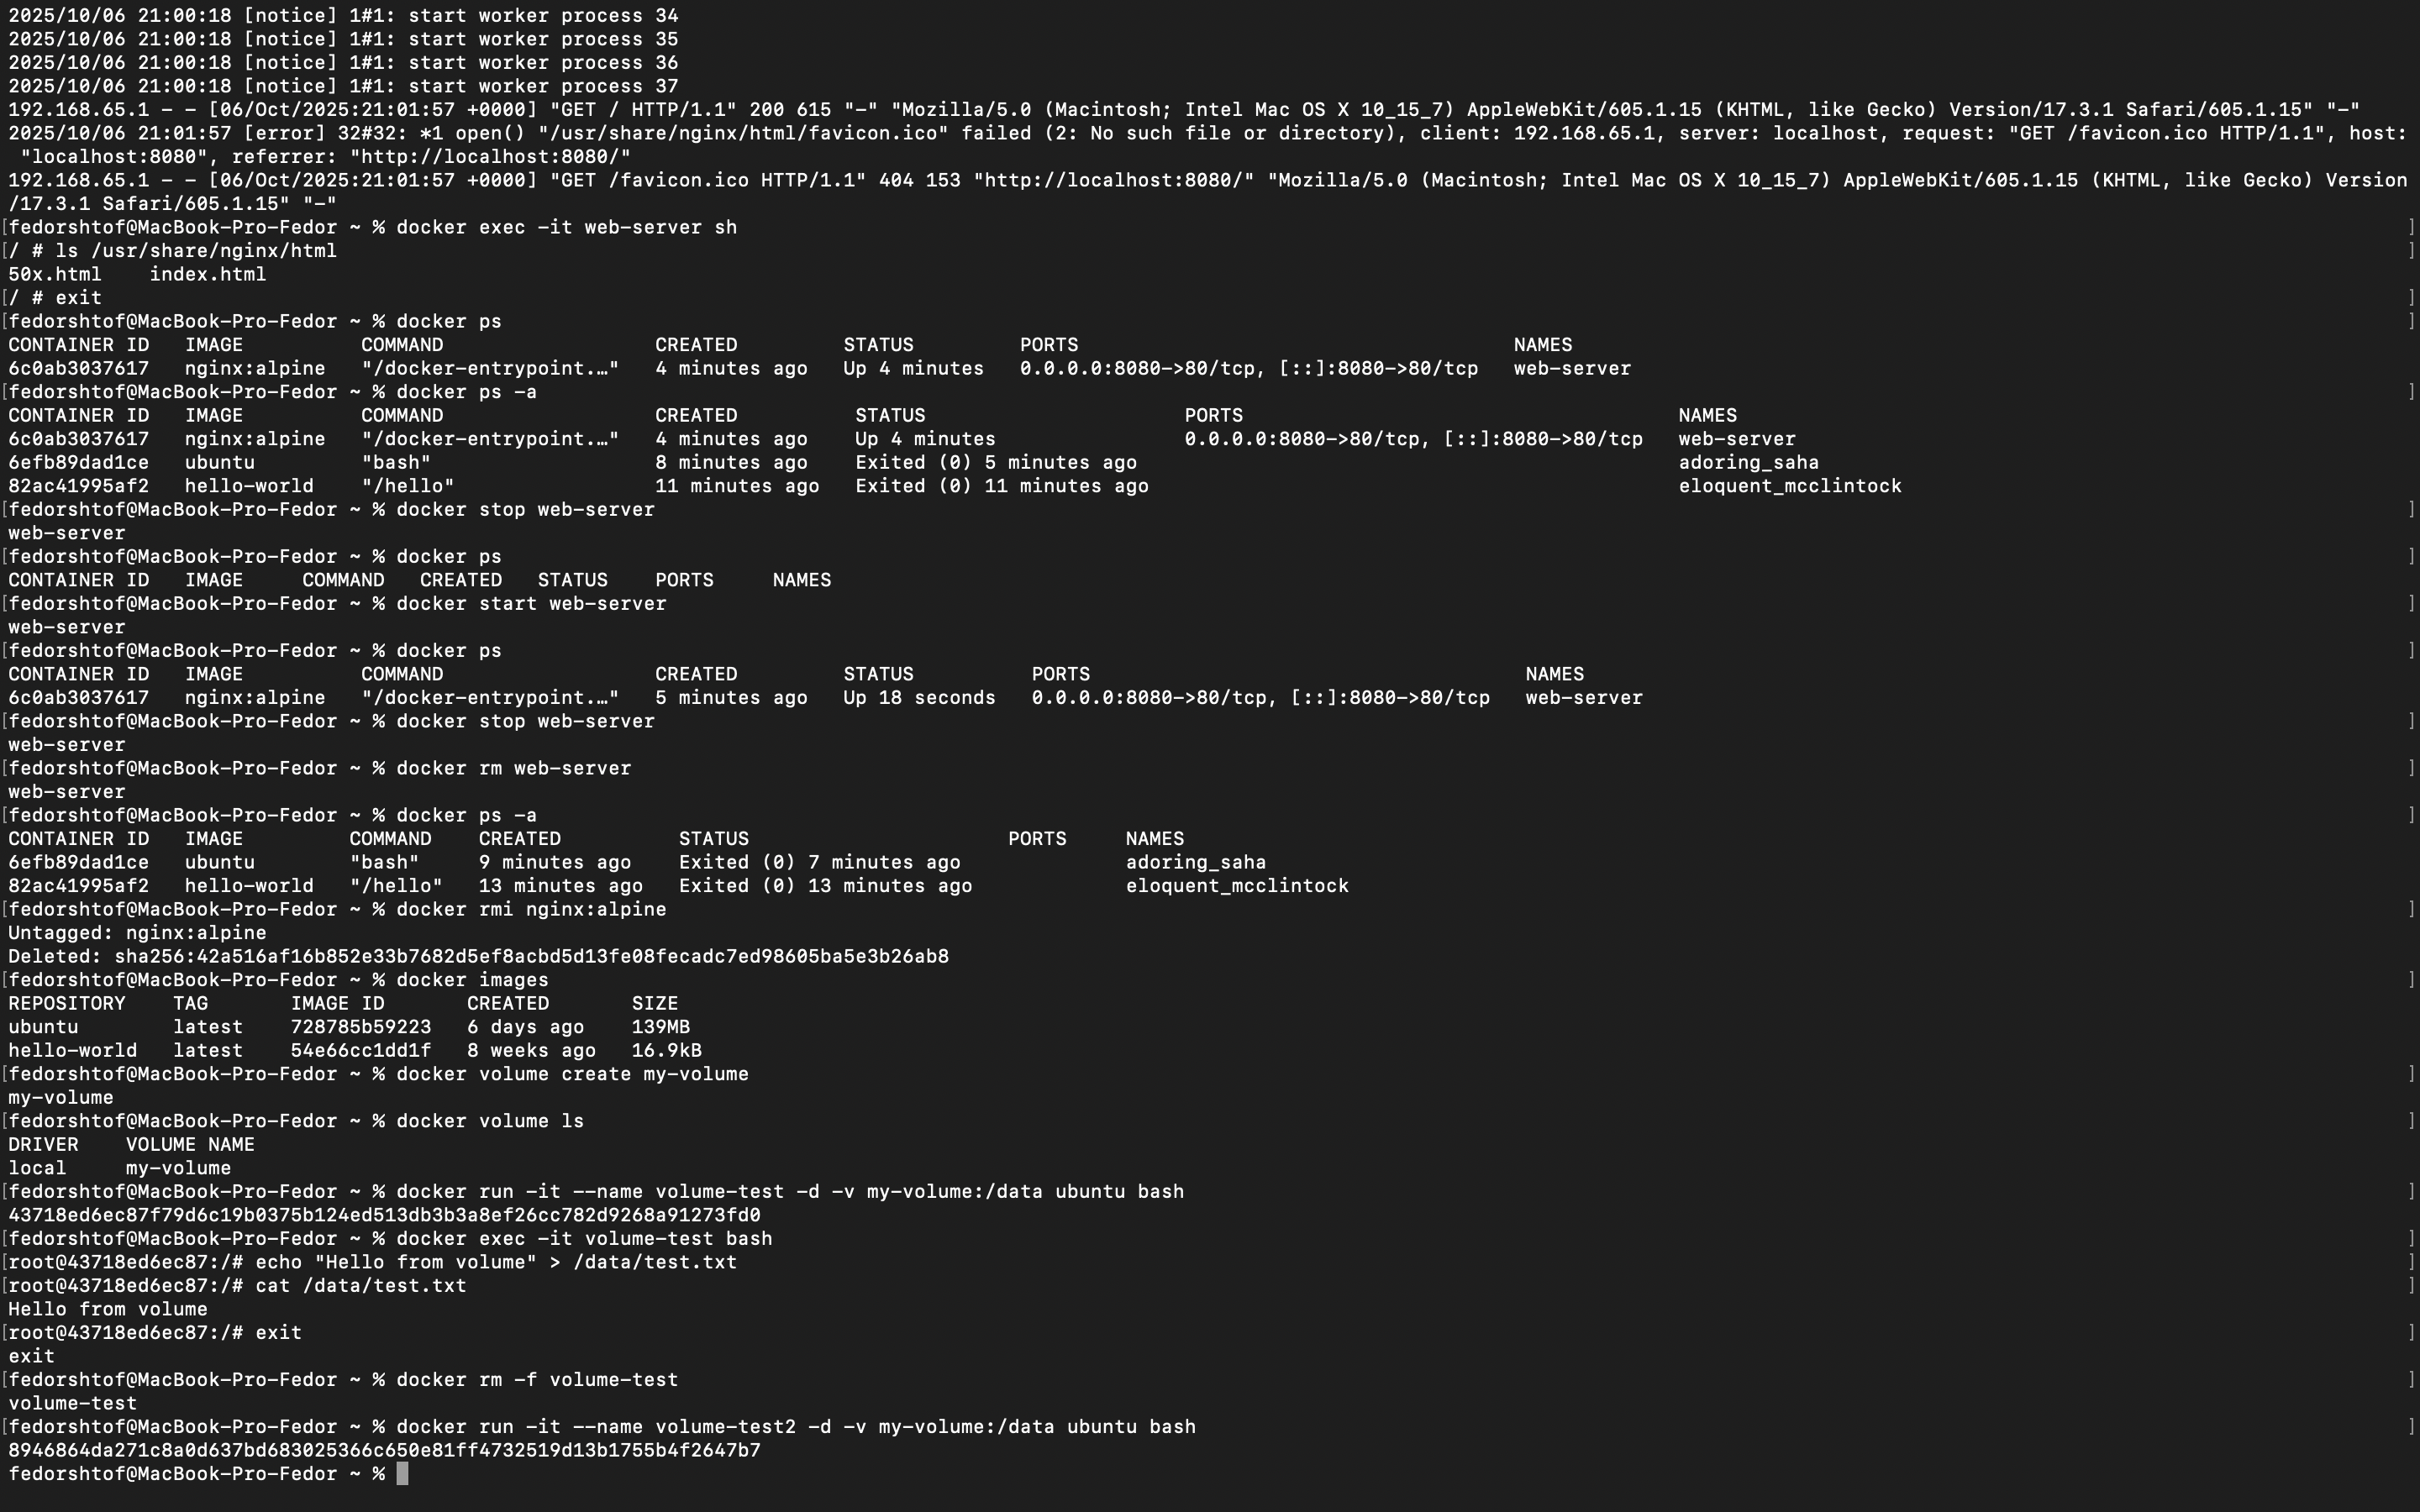 2025/10/06 21:00:18 [notice] 1#1: start worker process 34
2025/10/06 21:00:18 [notice] 1#1: start worker process 35
2025/10/06 21:00:18 [notice] 1#1: start worker process 36
2025/10/06 21:00:18 [notice] 1#1: start worker process 37
192.168.65.1 - - [06/Oct/2025:21:01:57 +0000] "GET / HTTP/1.1" 200 615 "-" "Mozilla/5.0 (Macintosh; Intel Mac OS X 10_15_7) AppleWebKit/605.1.15 (KHTML, like Gecko) Version/17.3.1 Safari/605.1.15" "-"
2025/10/06 21:01:57 [error] 32#32: *1 open() "/usr/share/nginx/html/favicon.ico" failed (2: No such file or directory), client: 192.168.65.1, server: localhost, request: "GET /favicon.ico HTTP/1.1", host:
"localhost:8080", referrer: "http://localhost:8080/"
192.168.65.1 - - [06/Oct/2025:21:01:57 +0000] "GET /favicon.ico HTTP/1.1" 404 153 "http://localhost:8080/" "Mozilla/5.0 (Macintosh; Intel Mac OS X 10_15_7) AppleWebKit/605.1.15 (KHTML, like Gecko) Version
/17.3.1 Safari/605.1.15" "-"
[fedorshtof@MacBook-Pro-Fedor ~ % docker exec -it web-server sh ]
[/ # ls /usr/share/nginx/html ]
50x.html    index.html
[/ # exit ]
[fedorshtof@MacBook-Pro-Fedor ~ % docker ps ]
CONTAINER ID   IMAGE          COMMAND                  CREATED         STATUS         PORTS                                     NAMES
6c0ab3037617   nginx:alpine   "/docker-entrypoint.…"   4 minutes ago   Up 4 minutes   0.0.0.0:8080->80/tcp, [::]:8080->80/tcp   web-server
[fedorshtof@MacBook-Pro-Fedor ~ % docker ps -a ]
CONTAINER ID   IMAGE          COMMAND                  CREATED          STATUS                      PORTS                                     NAMES
6c0ab3037617   nginx:alpine   "/docker-entrypoint.…"   4 minutes ago    Up 4 minutes                0.0.0.0:8080->80/tcp, [::]:8080->80/tcp   web-server
6efb89dad1ce   ubuntu         "bash"                   8 minutes ago    Exited (0) 5 minutes ago                                              adoring_saha
82ac41995af2   hello-world    "/hello"                 11 minutes ago   Exited (0) 11 minutes ago                                             eloquent_mcclintock
[fedorshtof@MacBook-Pro-Fedor ~ % docker stop web-server ]
web-server
[fedorshtof@MacBook-Pro-Fedor ~ % docker ps ]
CONTAINER ID   IMAGE     COMMAND   CREATED   STATUS    PORTS     NAMES
[fedorshtof@MacBook-Pro-Fedor ~ % docker start web-server ]
web-server
[fedorshtof@MacBook-Pro-Fedor ~ % docker ps ]
CONTAINER ID   IMAGE          COMMAND                  CREATED         STATUS          PORTS                                     NAMES
6c0ab3037617   nginx:alpine   "/docker-entrypoint.…"   5 minutes ago   Up 18 seconds   0.0.0.0:8080->80/tcp, [::]:8080->80/tcp   web-server
[fedorshtof@MacBook-Pro-Fedor ~ % docker stop web-server ]
web-server
[fedorshtof@MacBook-Pro-Fedor ~ % docker rm web-server ]
web-server
[fedorshtof@MacBook-Pro-Fedor ~ % docker ps -a ]
CONTAINER ID   IMAGE         COMMAND    CREATED          STATUS                      PORTS     NAMES
6efb89dad1ce   ubuntu        "bash"     9 minutes ago    Exited (0) 7 minutes ago              adoring_saha
82ac41995af2   hello-world   "/hello"   13 minutes ago   Exited (0) 13 minutes ago             eloquent_mcclintock
[fedorshtof@MacBook-Pro-Fedor ~ % docker rmi nginx:alpine ]
Untagged: nginx:alpine
Deleted: sha256:42a516af16b852e33b7682d5ef8acbd5d13fe08fecadc7ed98605ba5e3b26ab8
[fedorshtof@MacBook-Pro-Fedor ~ % docker images ]
REPOSITORY    TAG       IMAGE ID       CREATED       SIZE
ubuntu        latest    728785b59223   6 days ago    139MB
hello-world   latest    54e66cc1dd1f   8 weeks ago   16.9kB
[fedorshtof@MacBook-Pro-Fedor ~ % docker volume create my-volume ]
my-volume
[fedorshtof@MacBook-Pro-Fedor ~ % docker volume ls ]
DRIVER    VOLUME NAME
local     my-volume
[fedorshtof@MacBook-Pro-Fedor ~ % docker run -it --name volume-test -d -v my-volume:/data ubuntu bash ]
43718ed6ec87f79d6c19b0375b124ed513db3b3a8ef26cc782d9268a91273fd0
[fedorshtof@MacBook-Pro-Fedor ~ % docker exec -it volume-test bash ]
[root@43718ed6ec87:/# echo "Hello from volume" > /data/test.txt ]
[root@43718ed6ec87:/# cat /data/test.txt ]
Hello from volume
[root@43718ed6ec87:/# exit ]
exit
[fedorshtof@MacBook-Pro-Fedor ~ % docker rm -f volume-test ]
volume-test
[fedorshtof@MacBook-Pro-Fedor ~ % docker run -it --name volume-test2 -d -v my-volume:/data ubuntu bash ]
8946864da271c8a0d637bd683025366c650e81ff4732519d13b1755b4f2647b7
fedorshtof@MacBook-Pro-Fedor ~ %